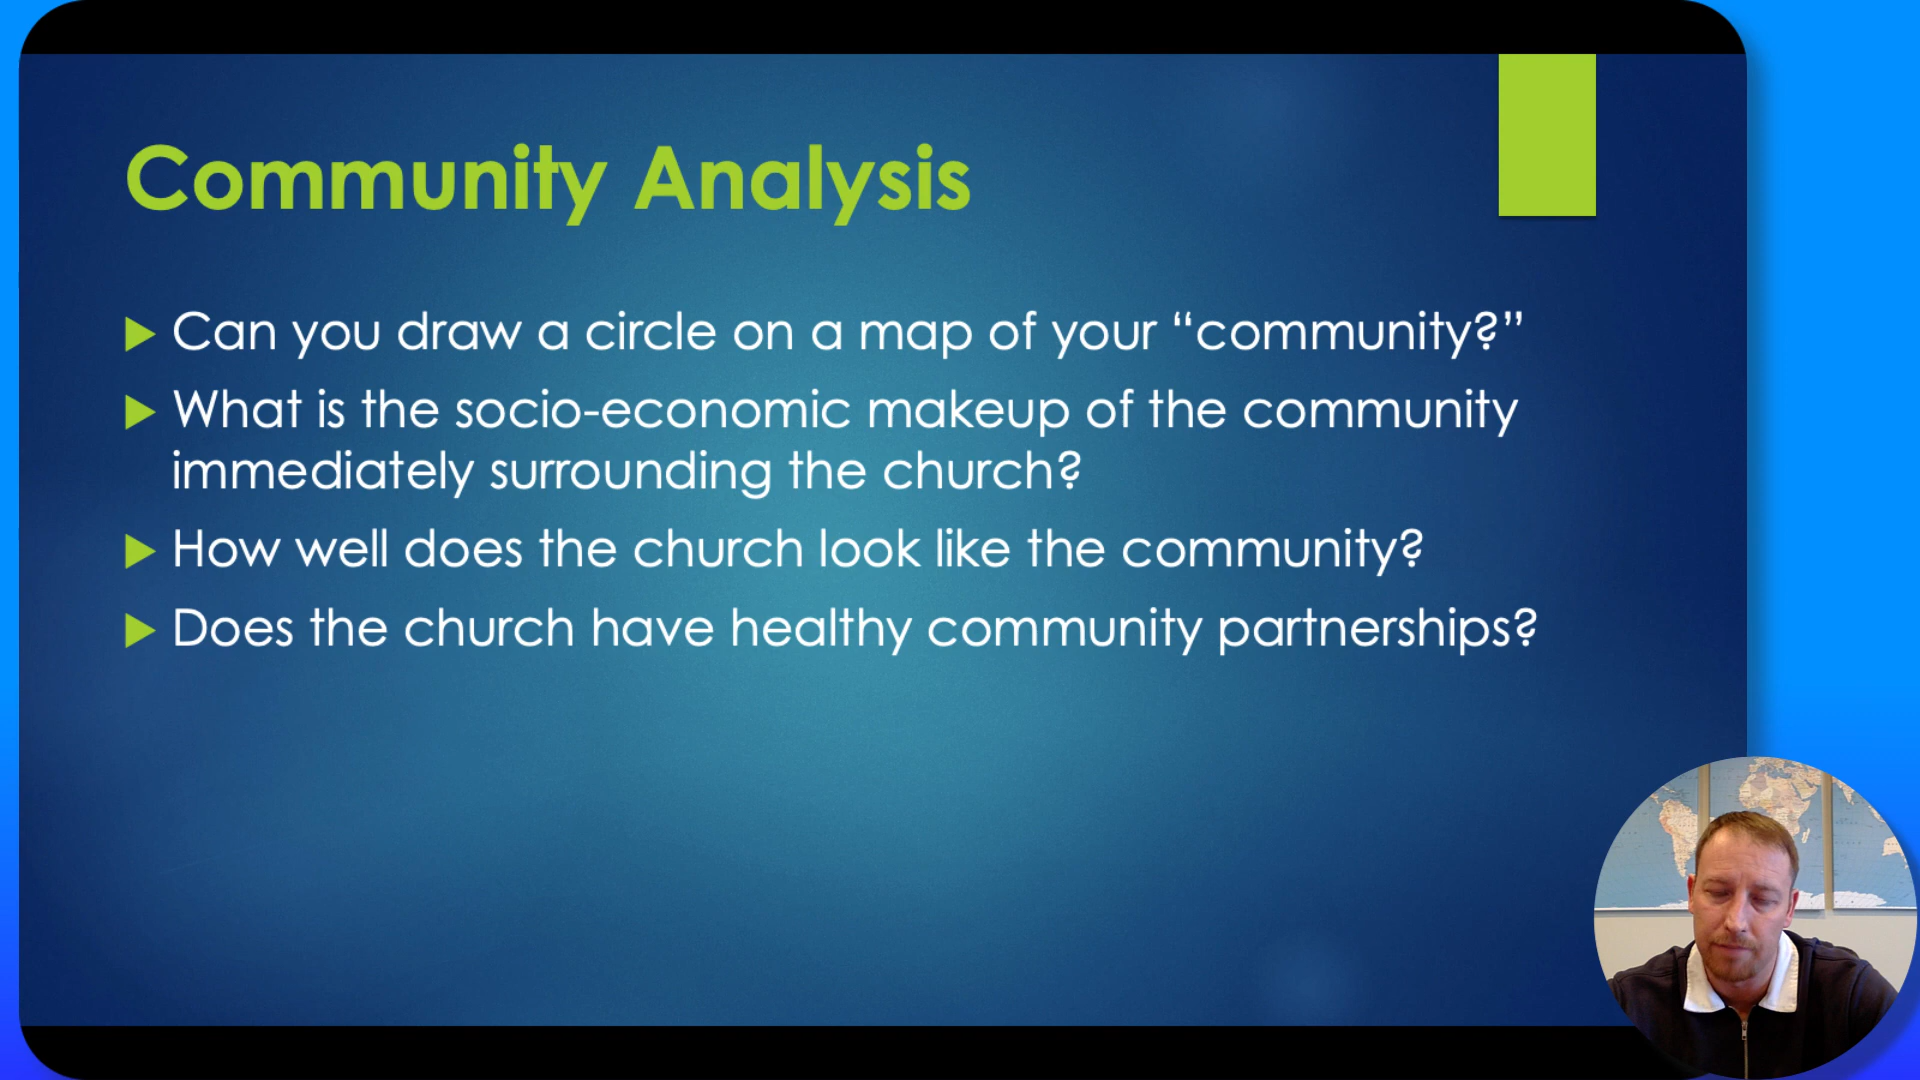 Community Analysis
Can you draw a circle on a map of your “community?”
What is the socio-economic makeup of the community
immediately surrounding the church?
How well does the church look like the community?
Does the church have healthy community partnerships?